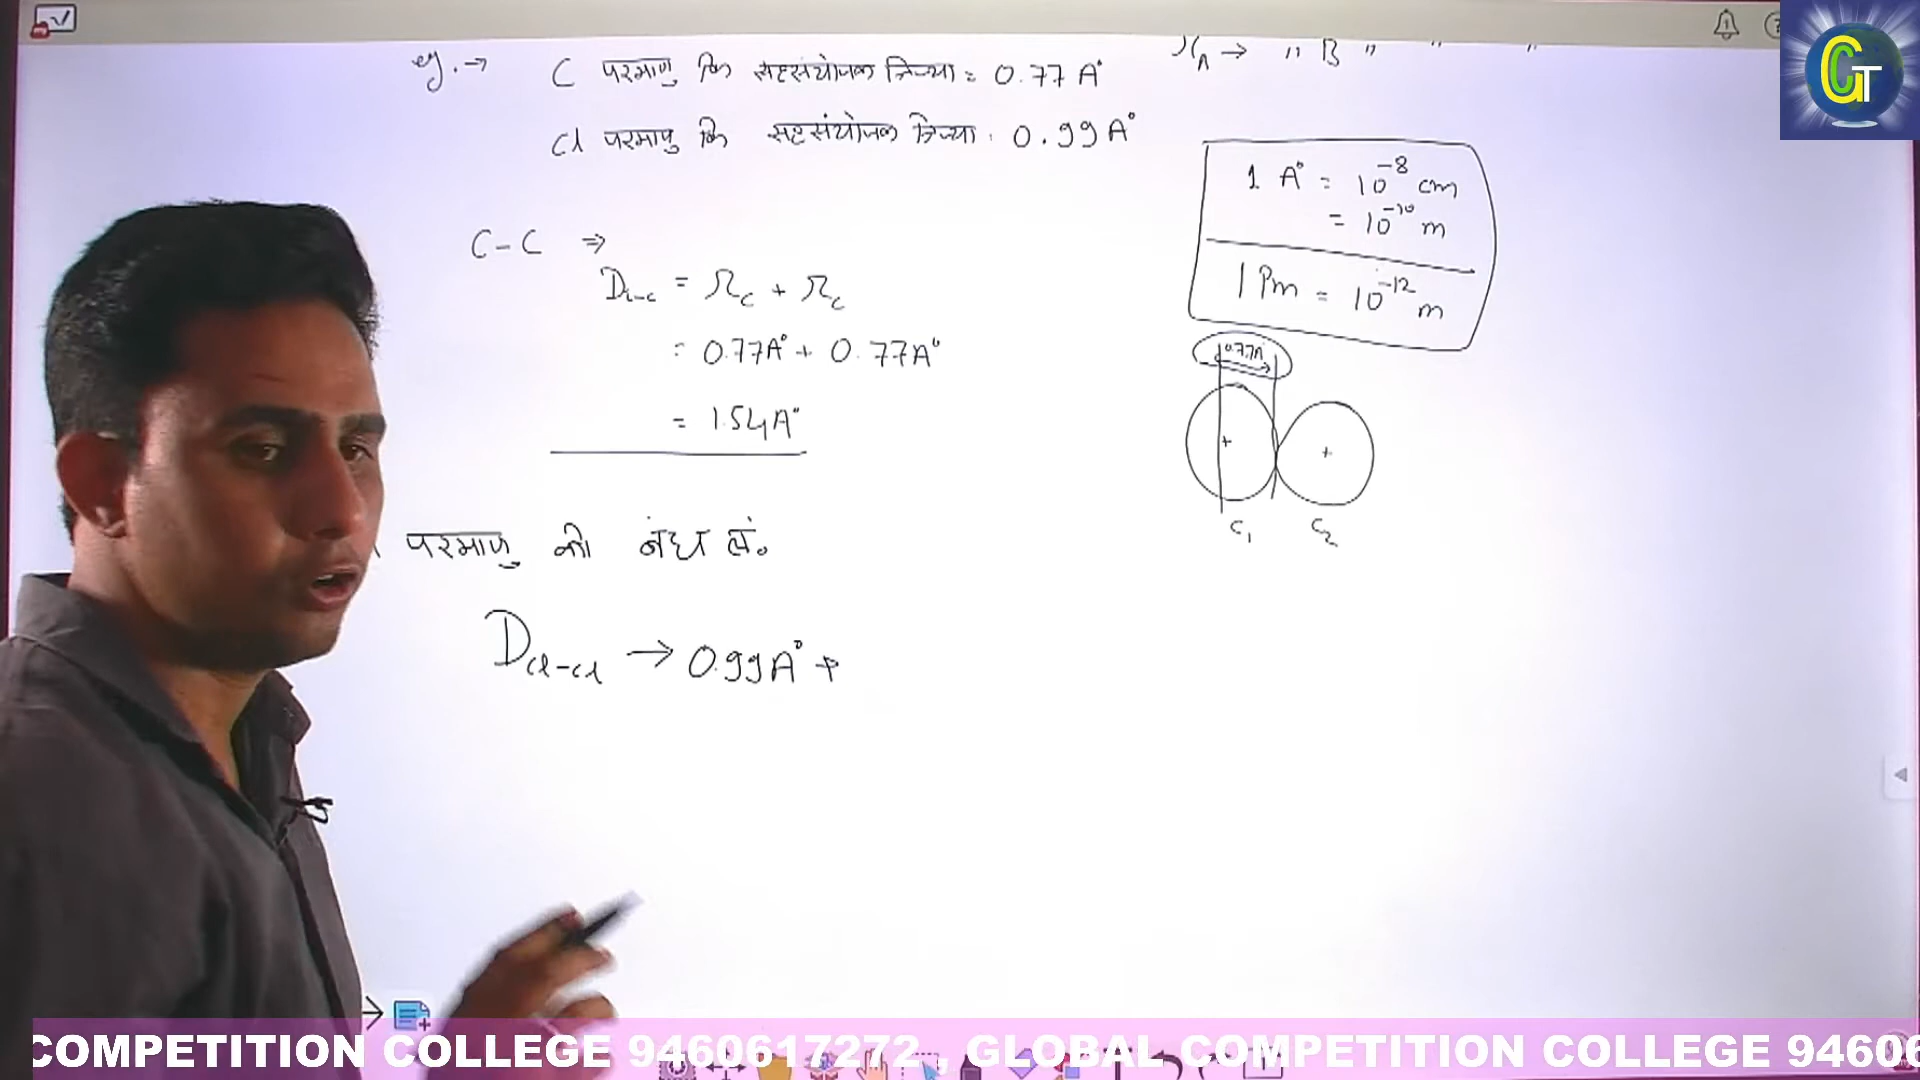 eg. → C परमाणु कि सहसंयोजक त्रिज्या = 0.77 A°
Cl परमाणु कि सहसंयोजक त्रिज्या : 0.99 A°
→ " B " " "
1 A° = 10⁻⁸ cm
= 10⁻¹⁰ m
1 Pm = 10⁻¹² m
C-C ⇒
D_C-C = r_C + r_C
= 0.77A° + 0.77A°
= 1.54A°
0.77A°
C₁ C₂
परमाणु की बंध लं.
D_Cl-Cl → 0.99A° +
GT
COMPETITION COLLEGE 9460617272 , GLOBAL COMPETITION COLLEGE 94606